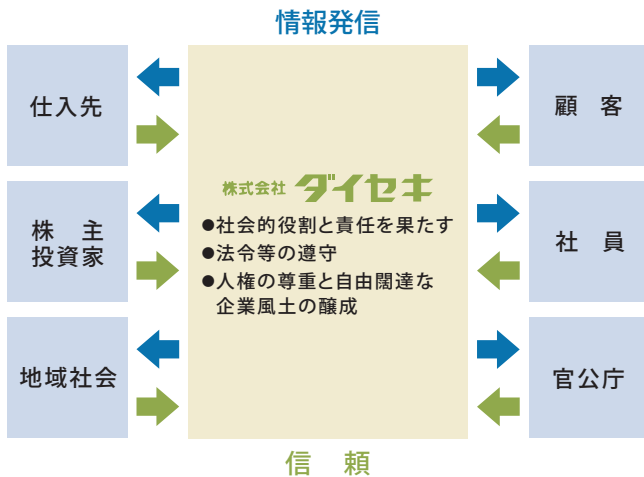 情報発信
仕入先
株　主
投資家
地域社会
株式会社 ダイセキ
●社会的役割と責任を果たす
●法令等の遵守
●人権の尊重と自由闊達な
企業風土の醸成
顧　客
社　員
官公庁
信　頼